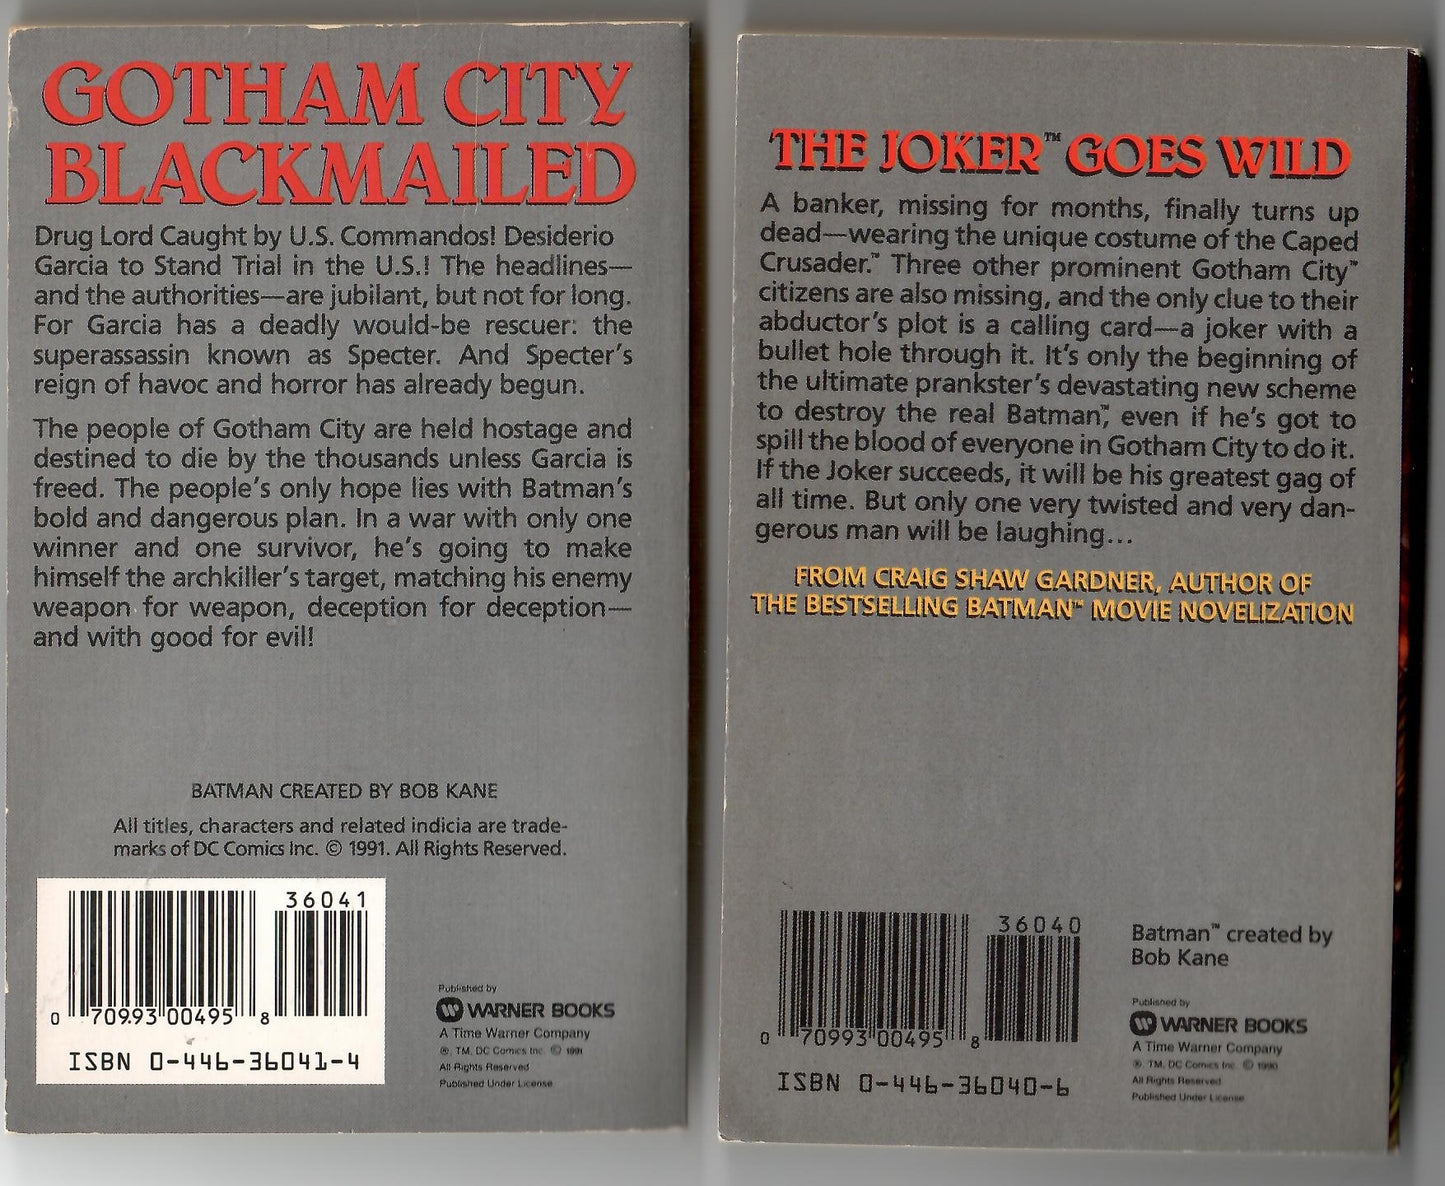 GOTHAM CITY
BLACKMAILED
Drug Lord Caught by U.S. Commandos! Desiderio
Garcia to Stand Trial in the U.S.! The headlines—
and the authorities—are jubilant, but not for long.
For Garcia has a deadly would-be rescuer: the
superassassin known as Specter. And Specter's
reign of havoc and horror has already begun.
The people of Gotham City are held hostage and
destined to die by the thousands unless Garcia is
freed. The people's only hope lies with Batman's
bold and dangerous plan. In a war with only one
winner and one survivor, he's going to make
himself the archkiller's target, matching his enemy
weapon for weapon, deception for deception—
and with good for evil!
BATMAN CREATED BY BOB KANE
All titles, characters and related indicia are trade-
marks of DC Comics Inc. © 1991. All Rights Reserved.
36041
0 70993 00495 8
ISBN 0-446-36041-4
Published by
WARNER BOOKS
A Time Warner Company
®, TM, DC Comics Inc. © 1991
All Rights Reserved
Published Under License
THE JOKER™ GOES WILD
A banker, missing for months, finally turns up
dead—wearing the unique costume of the Caped
Crusader.™ Three other prominent Gotham City™
citizens are also missing, and the only clue to their
abductor's plot is a calling card—a joker with a
bullet hole through it. It's only the beginning of
the ultimate prankster's devastating new scheme
to destroy the real Batman,™ even if he's got to
spill the blood of everyone in Gotham City to do it.
If the Joker succeeds, it will be his greatest gag of
all time. But only one very twisted and very dan-
gerous man will be laughing...
FROM CRAIG SHAW GARDNER, AUTHOR OF
THE BESTSELLING BATMAN™ MOVIE NOVELIZATION
36040
0 70993 00495 8
ISBN 0-446-36040-6
Batman™ created by
Bob Kane
Published by
WARNER BOOKS
A Time Warner Company
®, TM, DC Comics Inc. © 1990
All Rights Reserved
Published Under License